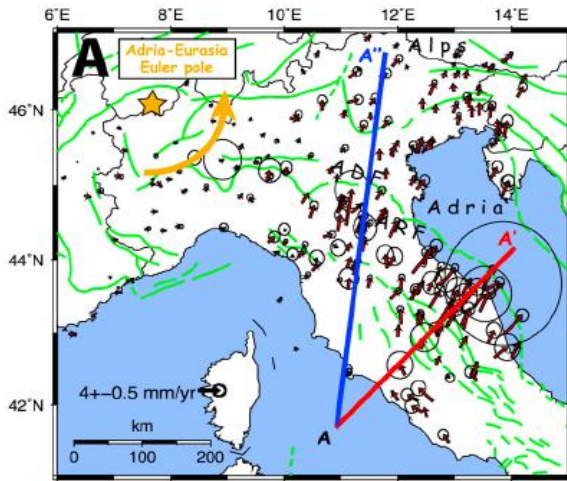 6°E 8°E 10°E 12°E 14°E
A
Adria-Eurasia
Euler pole
A''
Alps
46°N
Adria
A'
44°N
4+−0.5 mm/yr
42°N
A
km
0 100 200